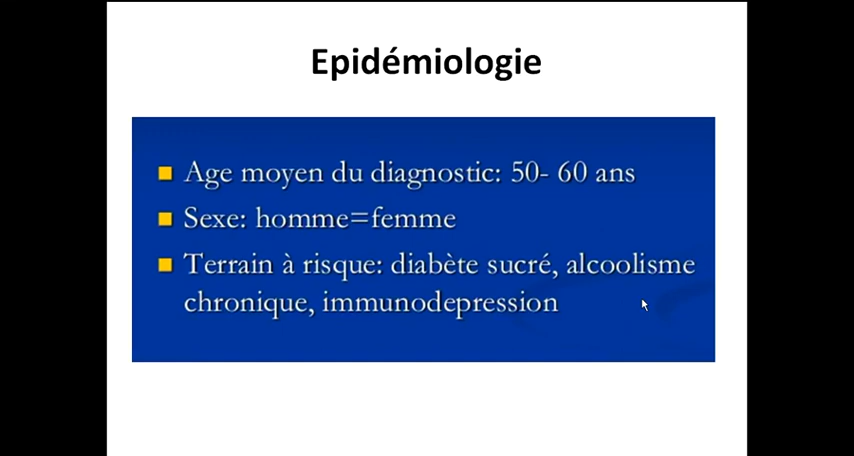 Epidémiologie
Age moyen du diagnostic: 50- 60 ans
Sexe: homme=femme
Terrain à risque: diabète sucré, alcoolisme
chronique, immunodepression